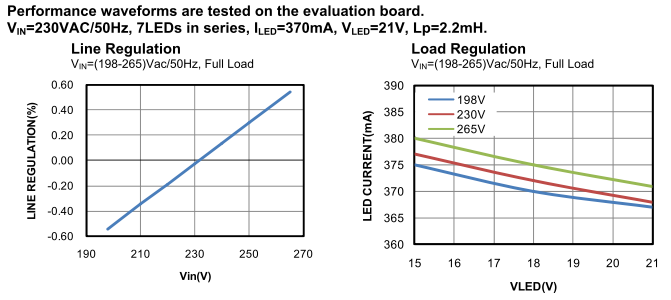 Performance waveforms are tested on the evaluation board.
VIN=230VAC/50Hz, 7LEDs in series, ILED=370mA, VLED=21V, Lp=2.2mH.
Line Regulation
VIN=(198-265)Vac/50Hz, Full Load
0.60
0.40
0.20
0.00
-0.20
-0.40
-0.60
LINE REGULATION(%)
190 210 230 250 270
Vin(V)
Load Regulation
VIN=(198-265)Vac/50Hz, Full Load
390
385
380
375
370
365
360
LED CURRENT(mA)
198V
230V
265V
15 16 17 18 19 20 21
VLED(V)